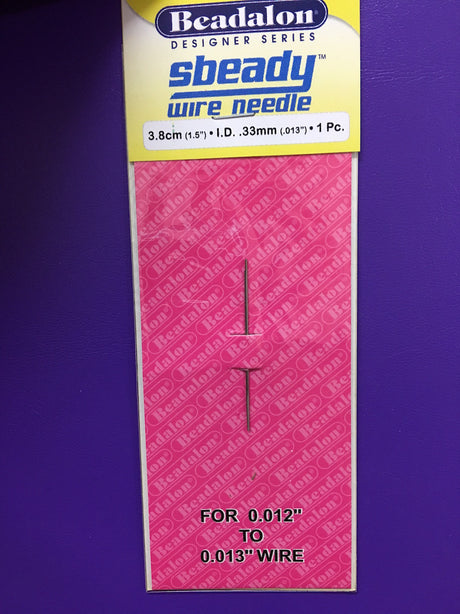 Beadalon®
DESIGNER SERIES
sbeady™
wire needle
3.8cm (1.5") • I.D. .33mm (.013") • 1 Pc.
Beadalon
FOR 0.012"
TO
0.013" WIRE